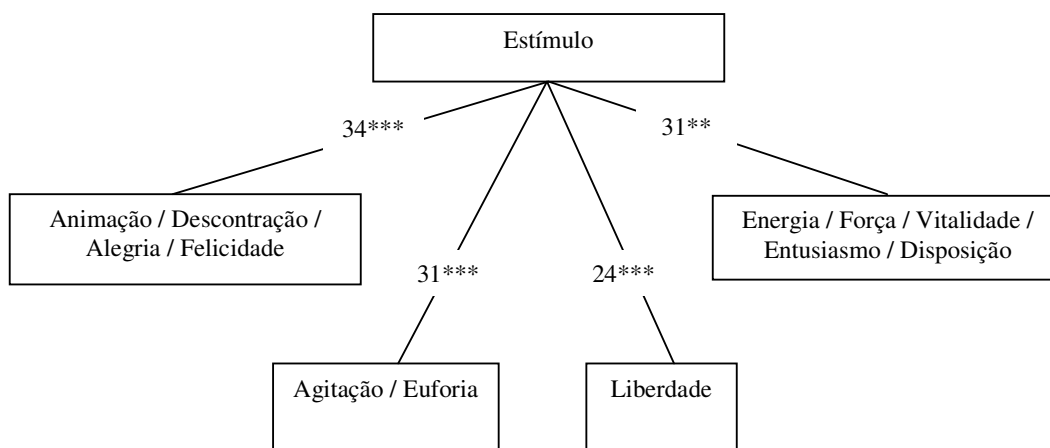 Estímulo
34***
31**
Animação / Descontração /
Alegria / Felicidade
Energia / Força / Vitalidade /
Entusiasmo / Disposição
31***
24***
Agitação / Euforia
Liberdade